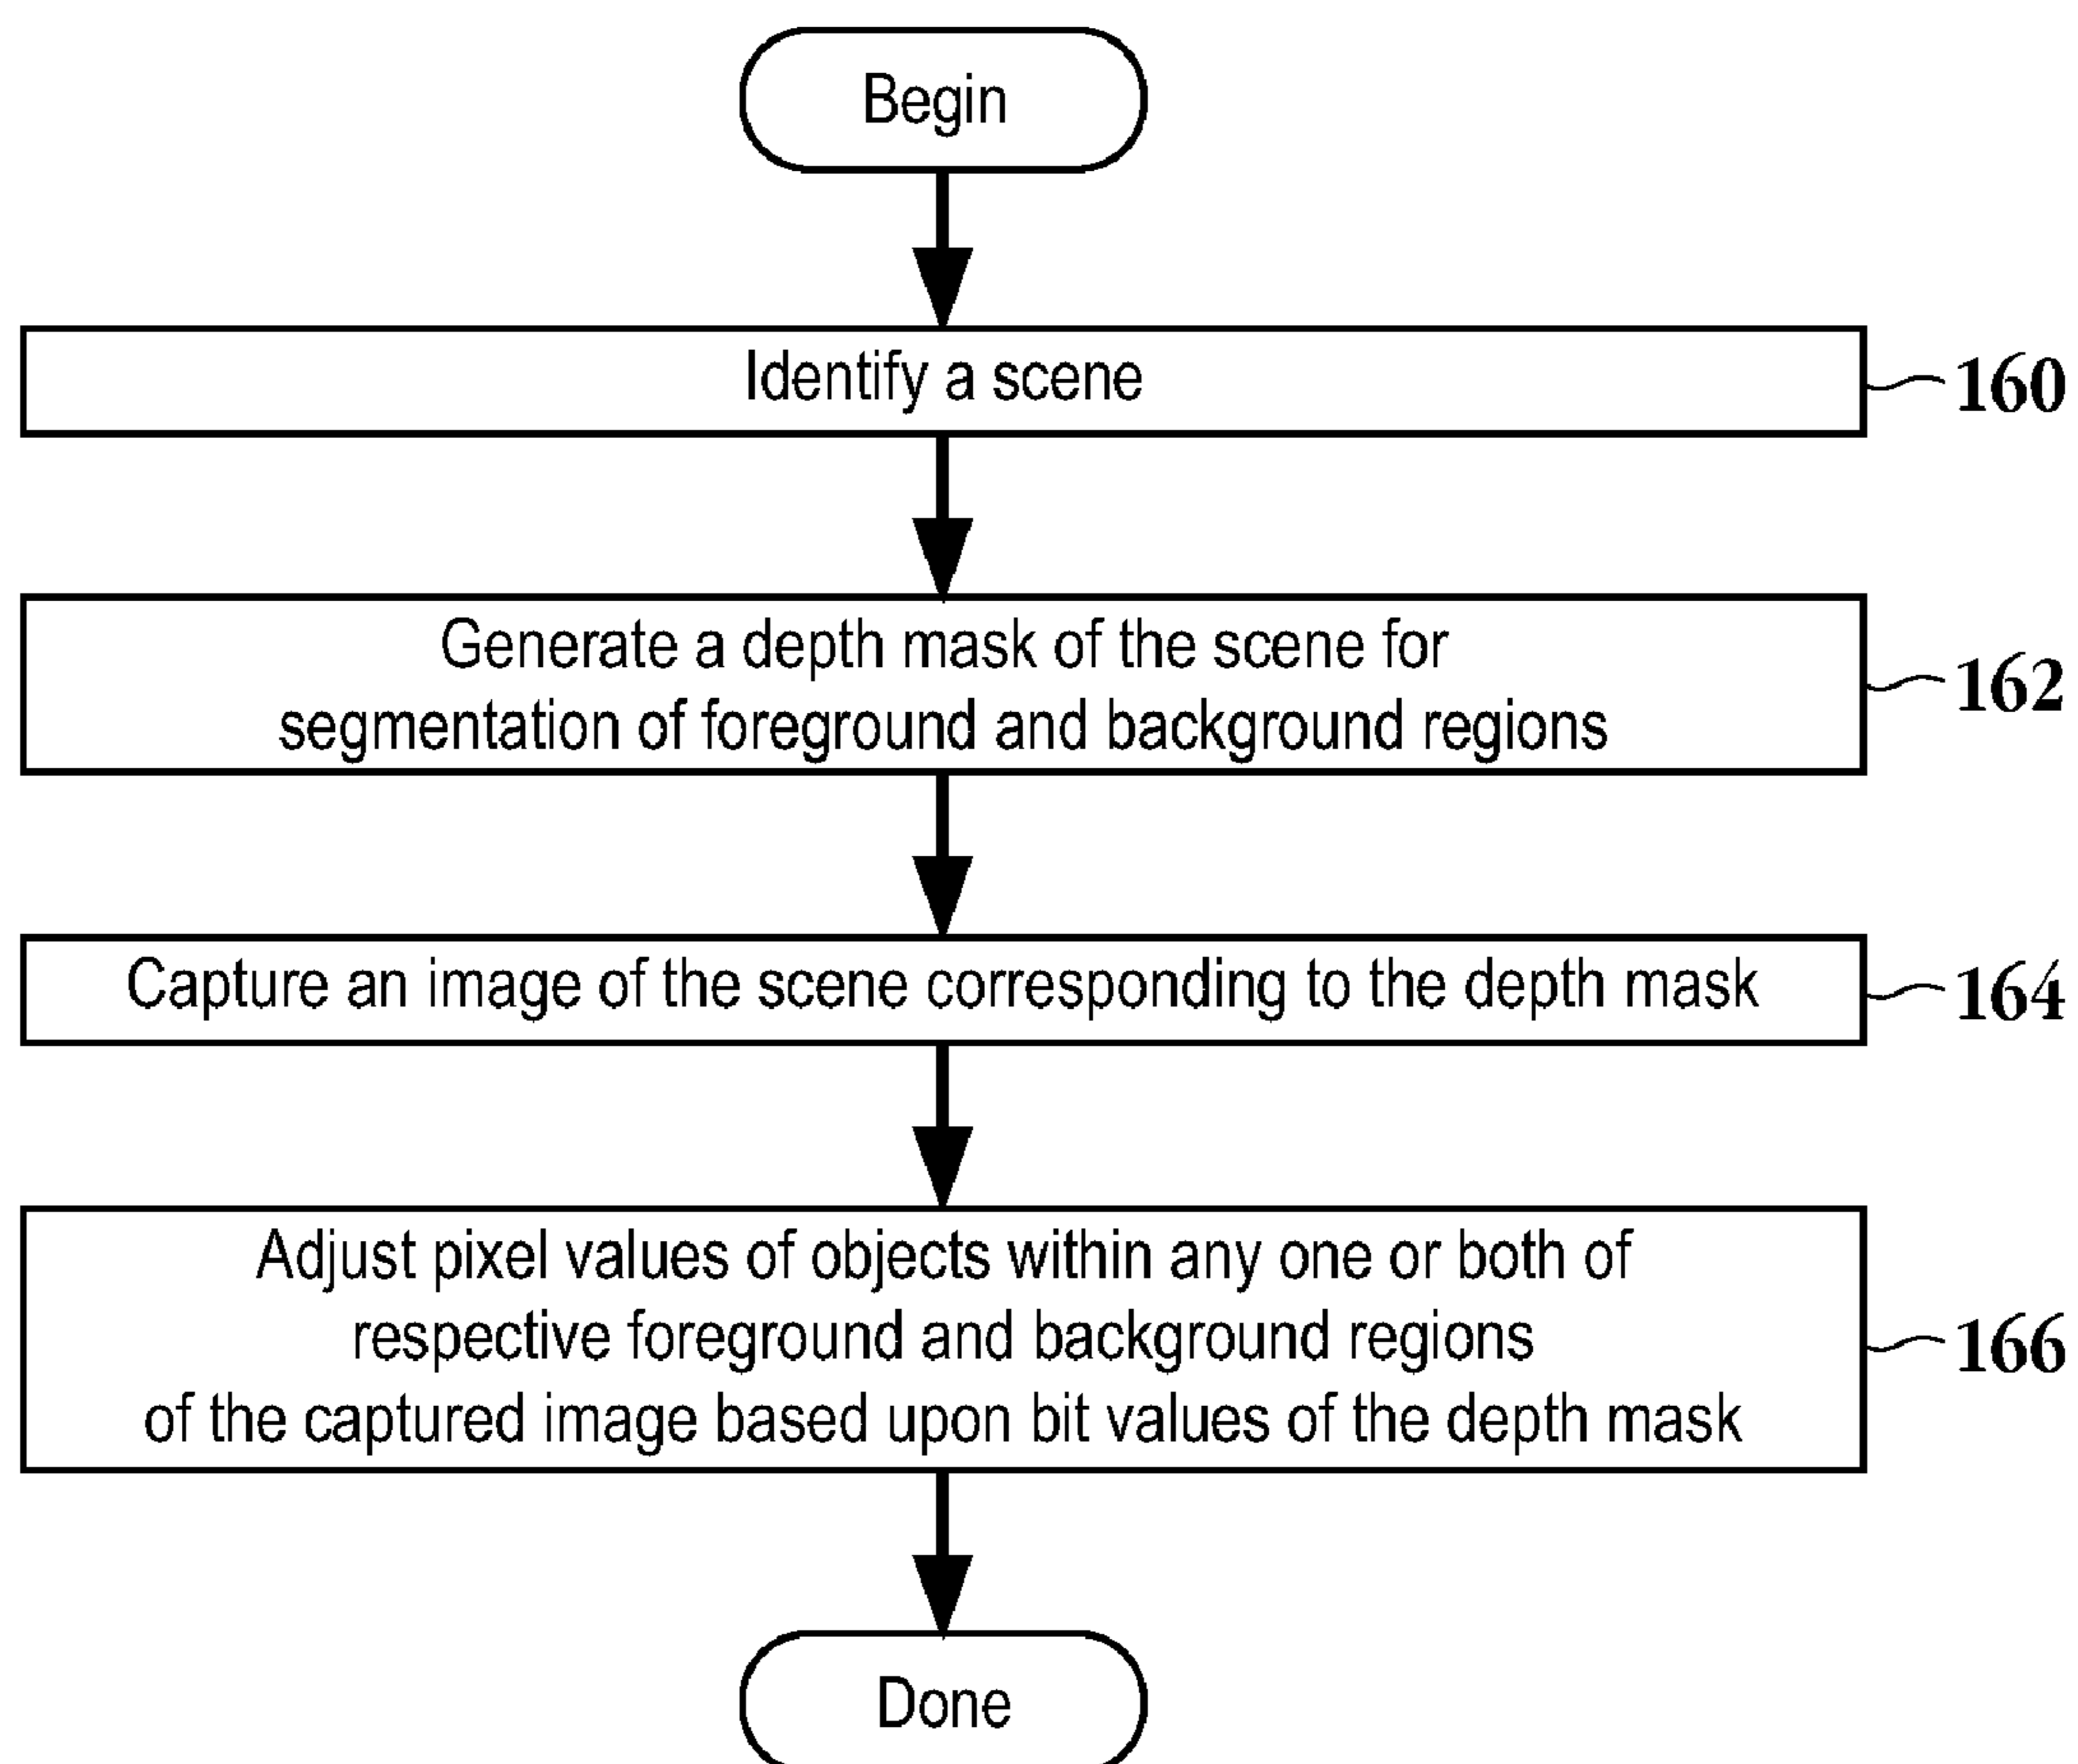 Begin
Identify a scene
160
Generate a depth mask of the scene for
segmentation of foreground and background regions
162
Capture an image of the scene corresponding to the depth mask
164
Adjust pixel values of objects within any one or both of
respective foreground and background regions
of the captured image based upon bit values of the depth mask
166
Done